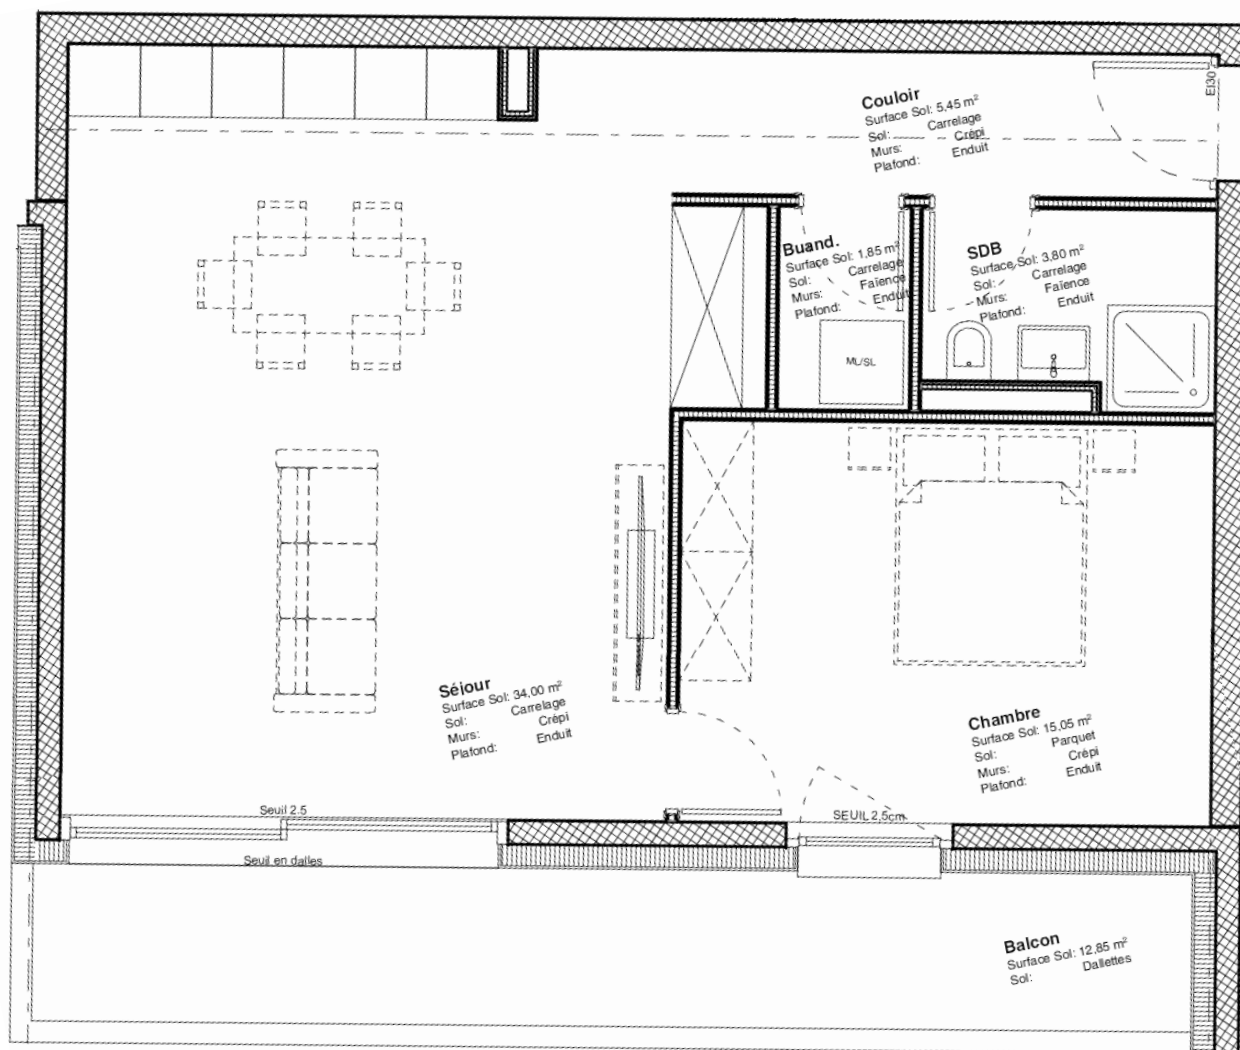 EI30
Couloir
Surface Sol: 5,45 m²
Sol: Carrelage
Murs: Crépi
Plafond: Enduit
Buand.
Surface Sol: 1,85 m²
Sol: Carrelage
Murs: Faïence
Plafond: Enduit
SDB
Surface Sol: 3,80 m²
Sol: Carrelage
Murs: Faïence
Plafond: Enduit
ML/SL
Séjour
Surface Sol: 34,00 m²
Sol: Carrelage
Murs: Crépi
Plafond: Enduit
Chambre
Surface Sol: 15,05 m²
Sol: Parquet
Murs: Crépi
Plafond: Enduit
Seuil 2.5
SEUIL 2,5cm
Seuil en dalles
Balcon
Surface Sol: 12,85 m²
Sol: Dallettes